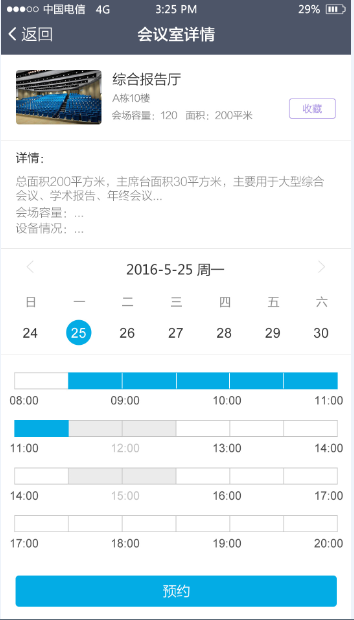 中国电信 4G 3:25 PM 29%
返回 会议室详情
综合报告厅
A栋10楼
会场容量：120 面积：200平方米
收藏
详情：
总面积200平方米，主席台面积30平方米，主要用于大型综合
会议、学术报告、年终会议...
会场容量：...
设备情况：...
2016-5-25 周一
日 一 二 三 四 五 六
24 25 26 27 28 29 30
08:00 09:00 10:00 11:00
11:00 12:00 13:00 14:00
14:00 15:00 16:00 17:00
17:00 18:00 19:00 20:00
预约